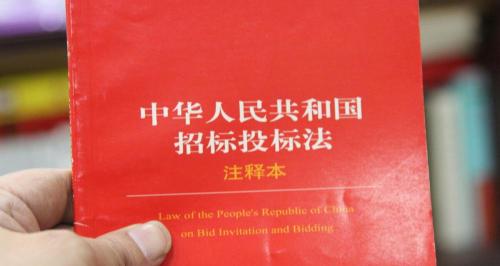 中华人民共和国
招标投标法
注释本
Law of the People's Republic of China
on Bid Invitation and Bidding